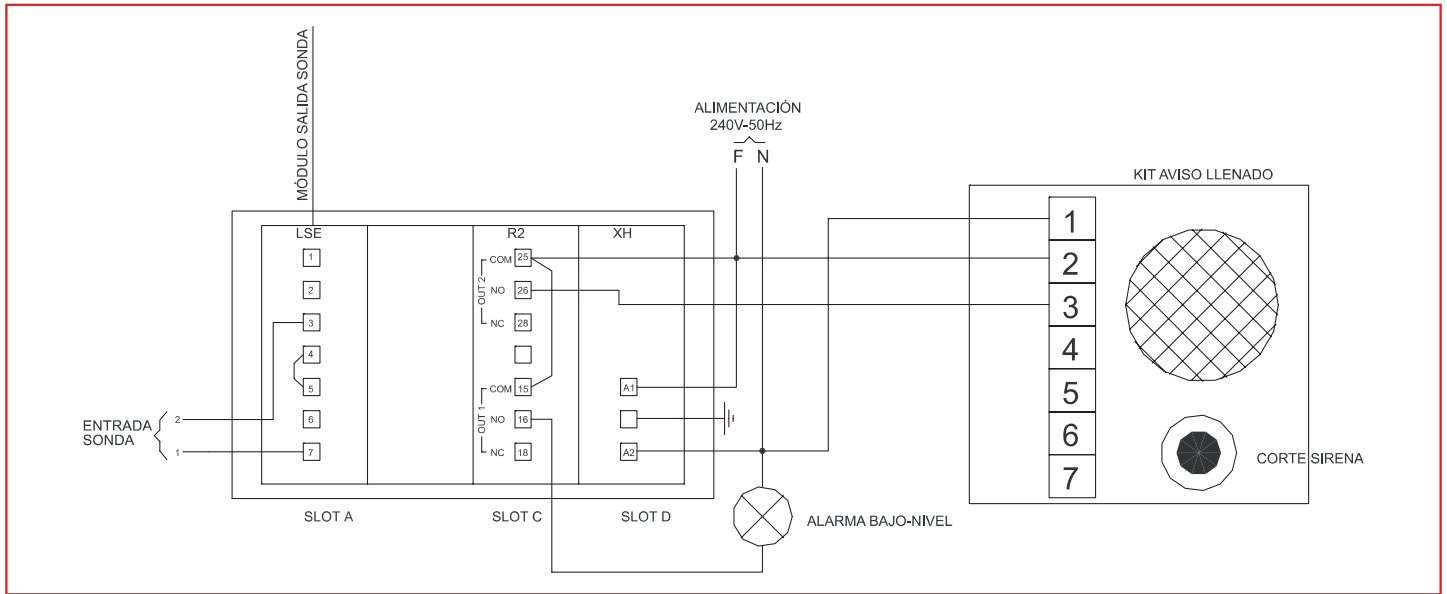 MÓDULO SALIDA SONDA
ALIMENTACIÓN
240V-50Hz
F N
KIT AVISO LLENADO
LSE
R2
XH
1
2
3
4
5
6
7
OUT 2
COM 25
NO 26
NC 28
OUT 1
COM 15
NO 16
NC 18
A1
A2
ENTRADA
SONDA
2
1
SLOT A
SLOT C
SLOT D
ALARMA BAJO-NIVEL
1
2
3
4
5
6
7
CORTE SIRENA